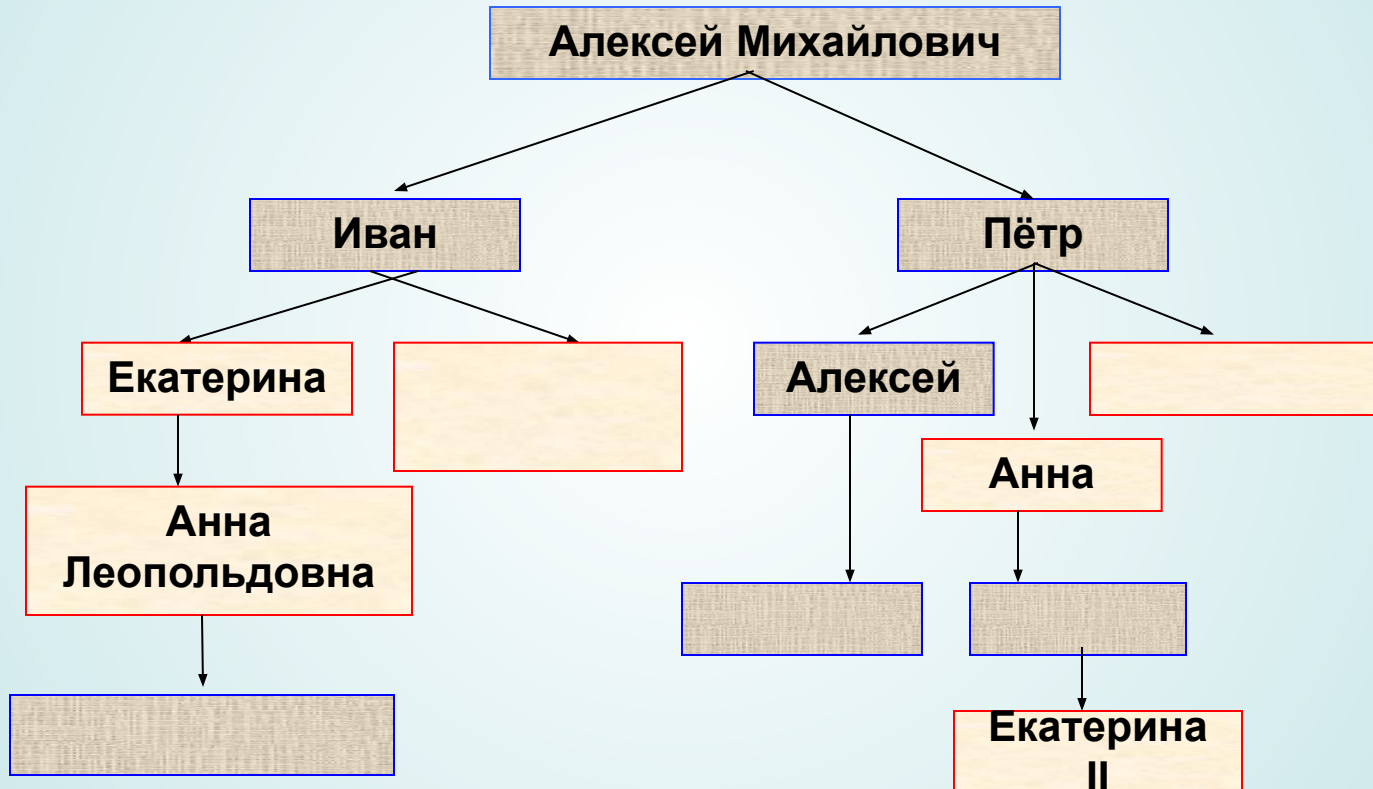 Алексей Михайлович
Иван
Пётр
Екатерина
Алексей
Анна
Анна
Леопольдовна
Екатерина
II